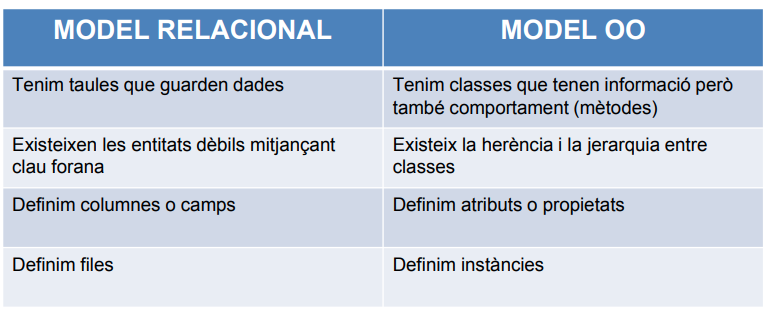 MODEL RELACIONAL
MODEL OO
Tenim taules que guarden dades
Tenim classes que tenen informació però
també comportament (mètodes)
Existeixen les entitats dèbils mitjançant
clau forana
Existeix la herència i la jerarquia entre
classes
Definim columnes o camps
Definim atributs o propietats
Definim files
Definim instàncies